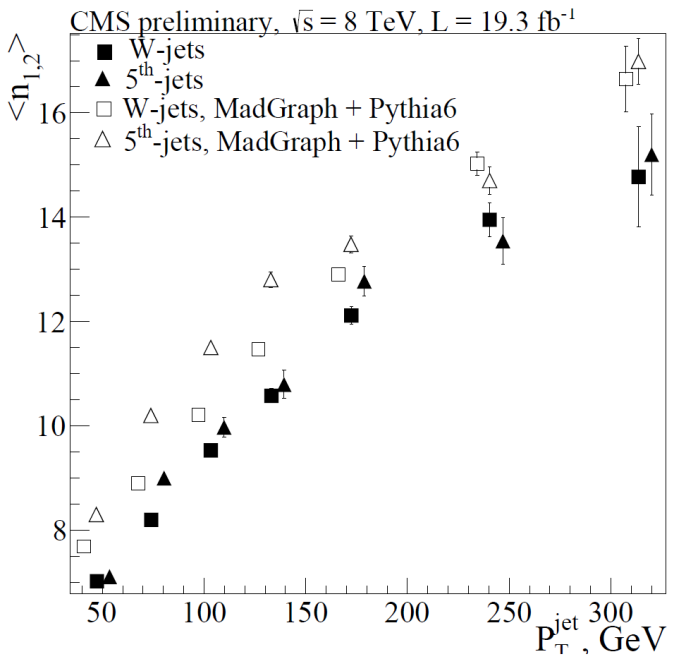 CMS preliminary, √s = 8 TeV, L = 19.3 fb⁻¹
<n₁,₂>
W-jets
5ᵗʰ-jets
W-jets, MadGraph + Pythia6
5ᵗʰ-jets, MadGraph + Pythia6
16
14
12
10
8
50 100 150 200 250 300
P_T^jet, GeV